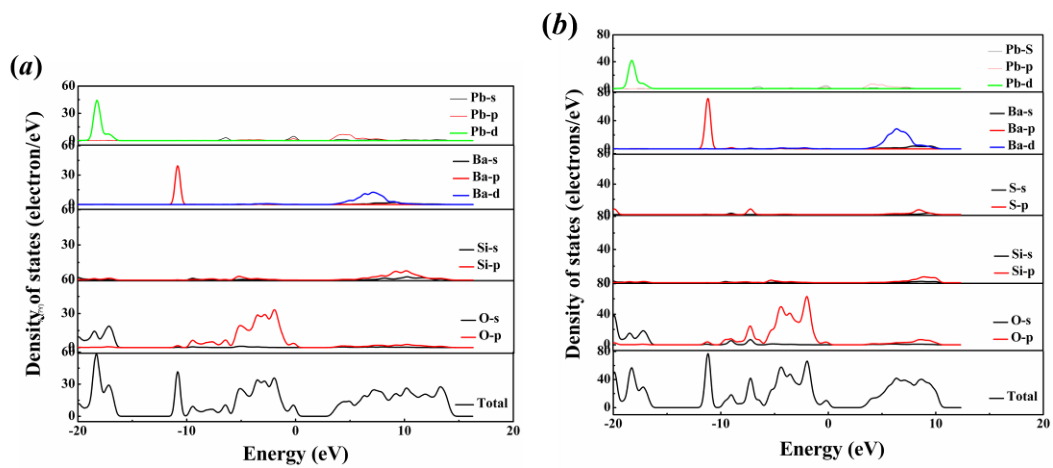 (a)
Density of states (electron/eV)
60
30
0
60
30
0
60
30
0
60
30
0
60
30
0
Pb-s
Pb-p
Pb-d
Ba-s
Ba-p
Ba-d
Si-s
Si-p
O-s
O-p
Total
-20
-10
0
10
20
Energy (eV)
(b)
Density of states (electrons/eV)
80
40
0
80
40
0
80
40
0
80
40
0
80
40
0
80
40
0
Pb-S
Pb-p
Pb-d
Ba-s
Ba-p
Ba-d
S-s
S-p
Si-s
Si-p
O-s
O-p
Total
-20
-10
0
10
20
Energy (eV)